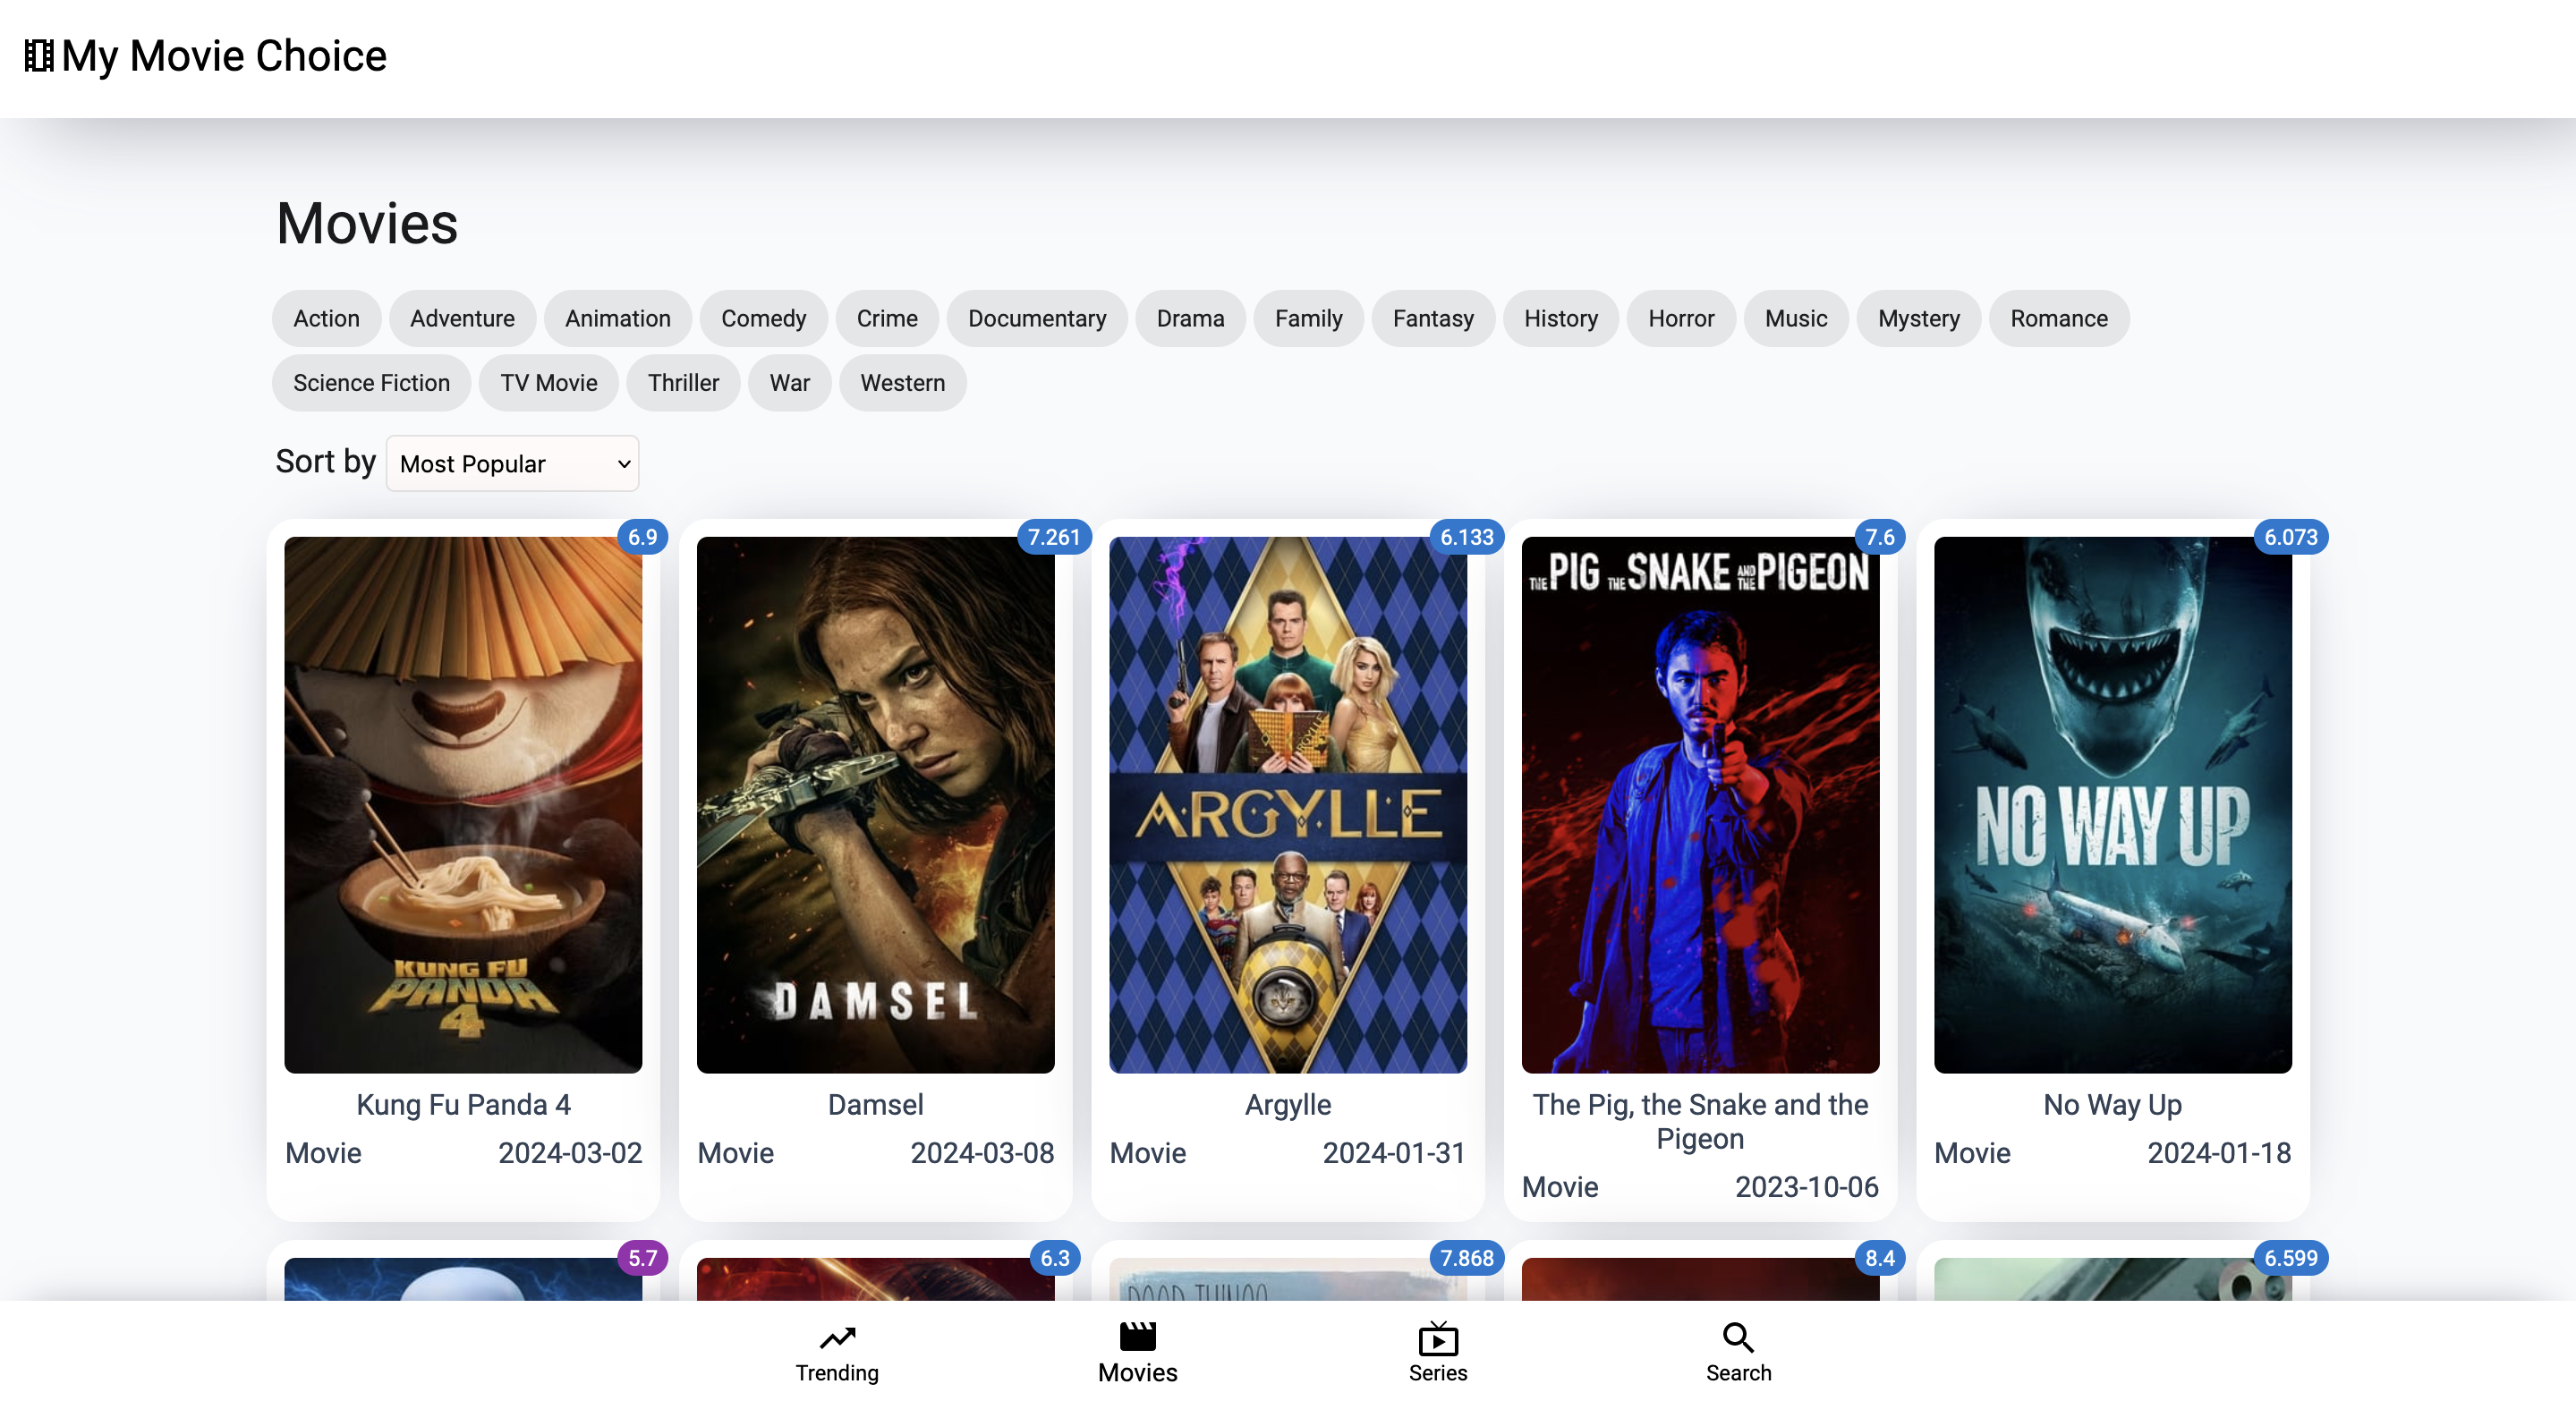 My Movie Choice
Movies
Action Adventure Animation Comedy Crime Documentary Drama Family Fantasy History Horror Music Mystery Romance
Science Fiction TV Movie Thriller War Western
Sort by Most Popular
6.9 7.261 6.133 7.6 6.073
THE PIG THE SNAKE AND THE PIGEON
ARGYLLE
NO WAY UP
KUNG FU
PANDA
4
DAMSEL
Kung Fu Panda 4
Movie 2024-03-02
Damsel
Movie 2024-03-08
Argylle
Movie 2024-01-31
The Pig, the Snake and the
Pigeon
Movie 2023-10-06
No Way Up
Movie 2024-01-18
5.7 6.3 7.868 8.4 6.599
Trending Movies Series Search